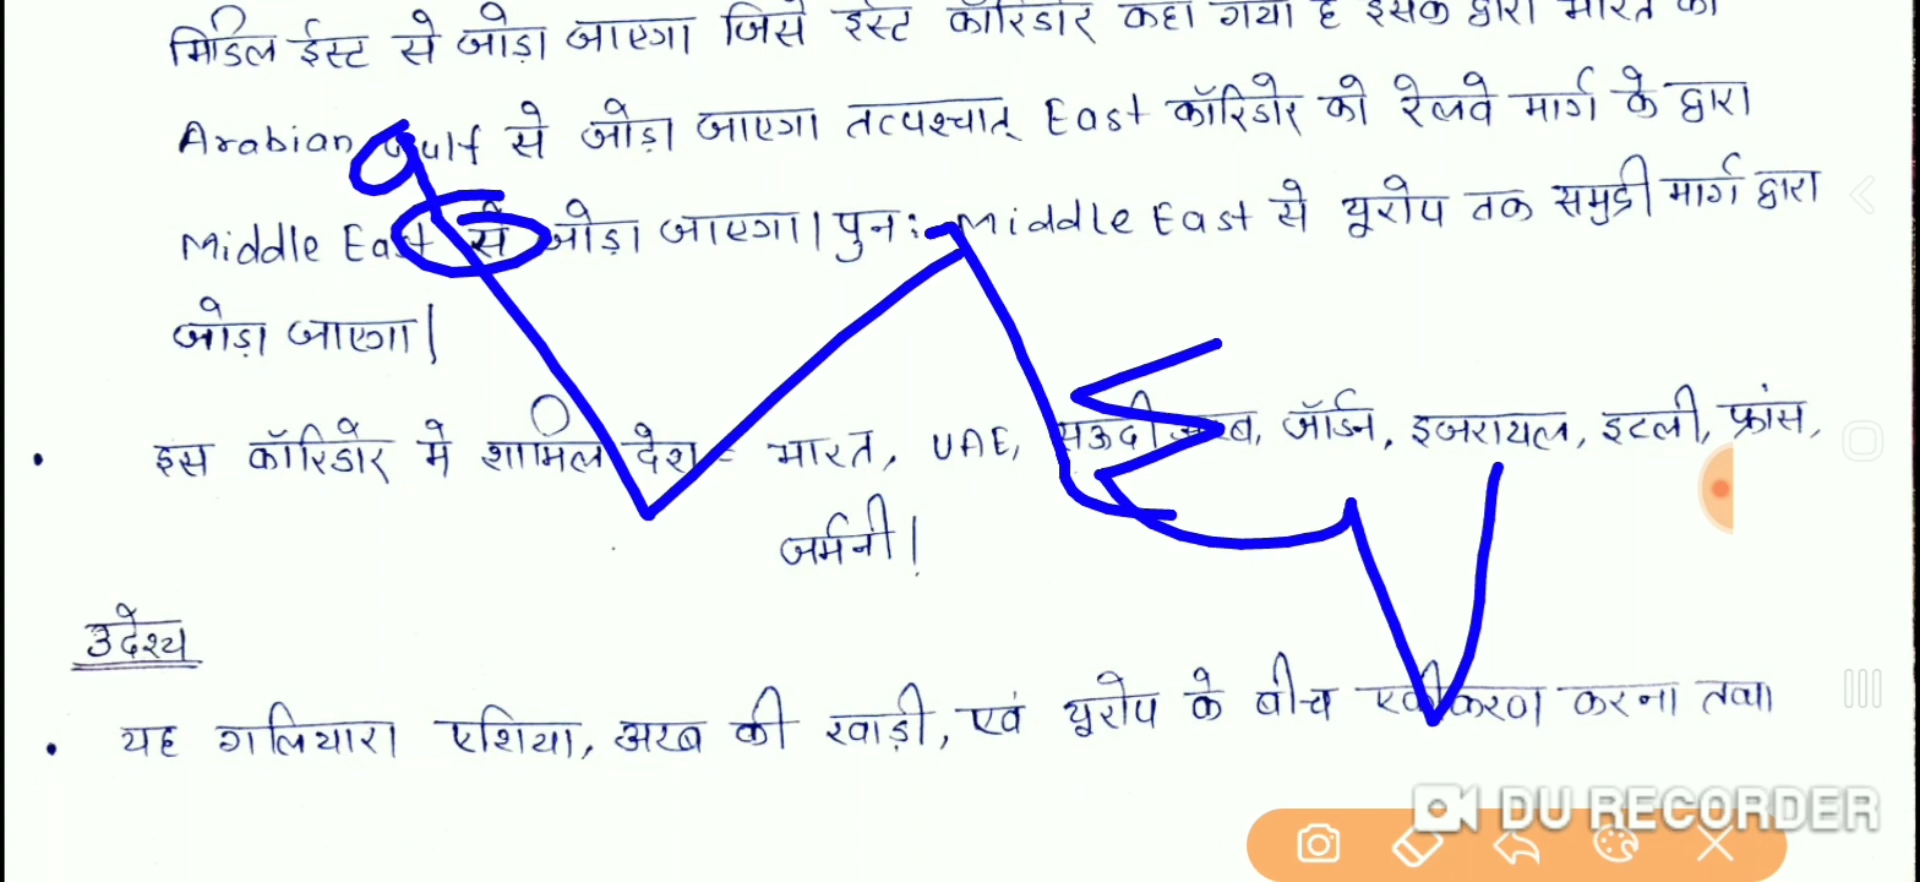 मिडिल ईस्ट से जोड़ा जाएगा जिसे ईस्ट कॉरिडोर कहा गया है इसके द्वारा भारत को
Arabian Gulf से जोड़ा जाएगा तत्पश्चात् East कॉरिडोर को रेलवे मार्ग के द्वारा
Middle East से जोड़ा जाएगा। पुनः Middle East से यूरोप तक समुद्री मार्ग द्वारा
जोड़ा जाएगा।
• इस कॉरिडोर मे शामिल देश - भारत, UAE, सऊदी अरब, जॉर्डन, इजरायल, इटली, फ्रांस,
जर्मनी।
उदेश्य
• यह गलियारा एशिया, अरब की खाड़ी, एवं यूरोप के बीच एकीकरण करना तथा
DU RECORDER